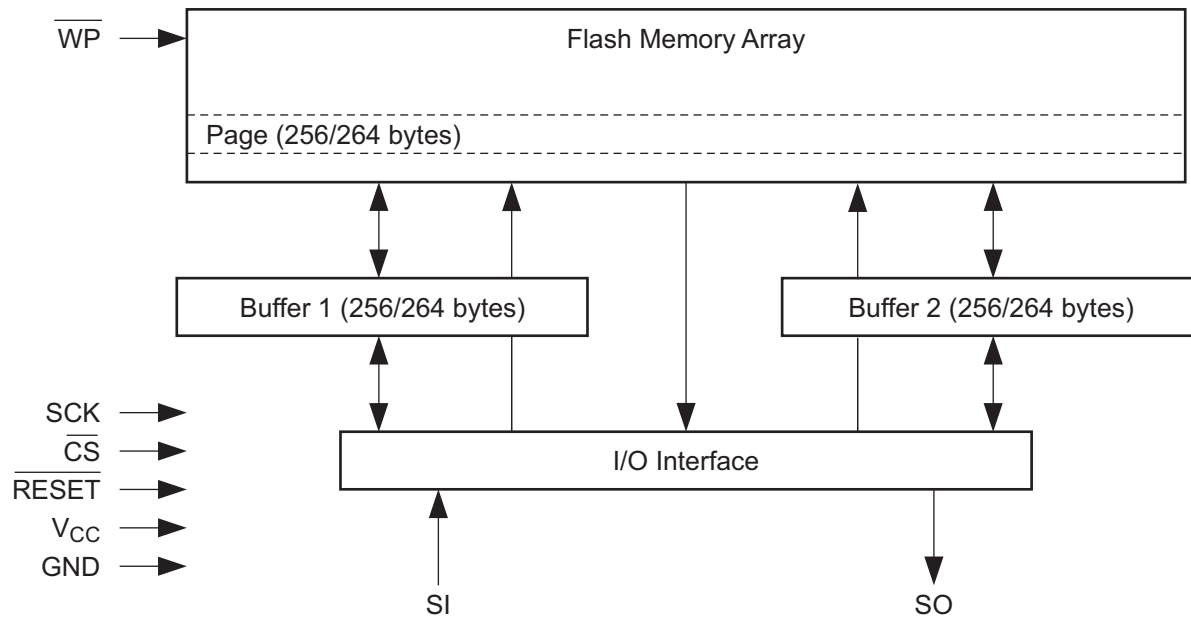 WP
Flash Memory Array
Page (256/264 bytes)
Buffer 1 (256/264 bytes)
Buffer 2 (256/264 bytes)
SCK
CS
RESET
VCC
GND
I/O Interface
SI
SO